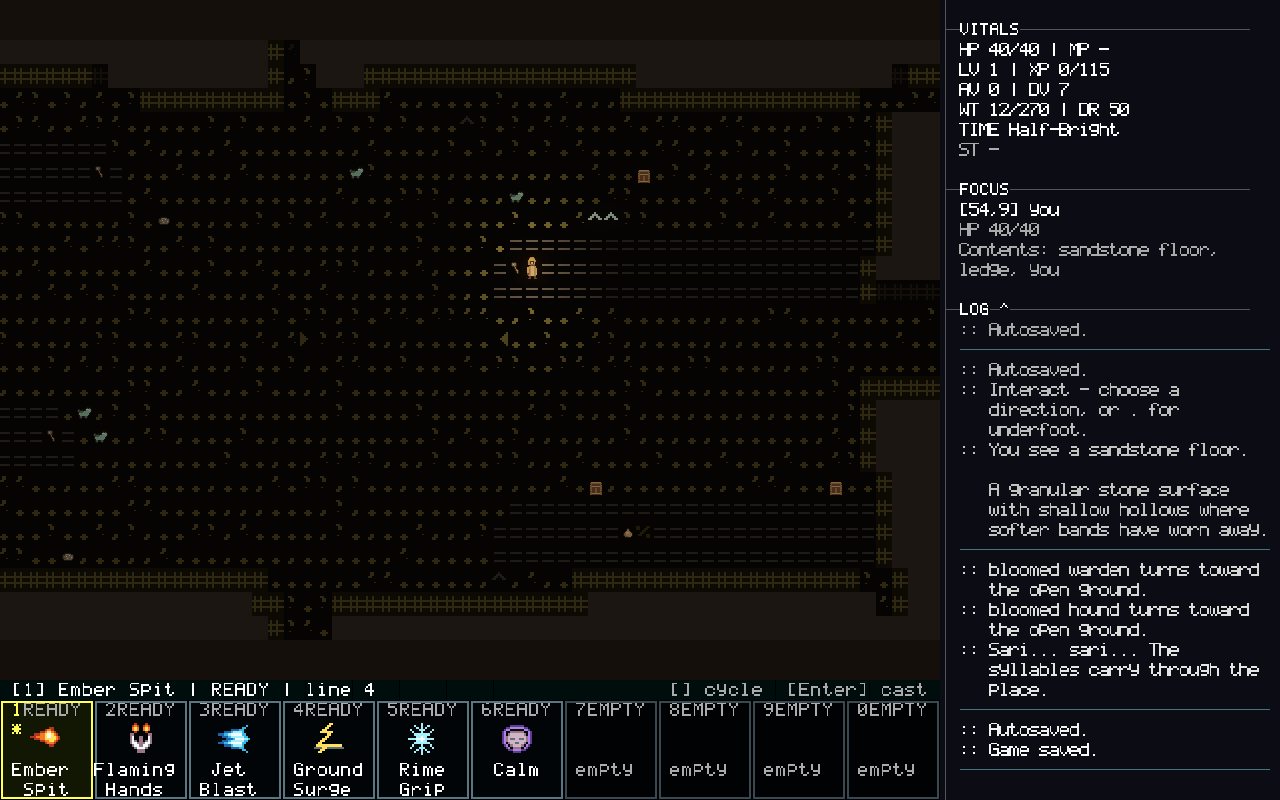 VITALS
HP 40/40 | MP -
LV 1 | XP 0/115
AV 0 | DV 7
WT 12/270 | DR 50
TIME Half-Bright
ST -
FOCUS
[54,9] You
HP 40/40
Contents: sandstone floor,
ledge, you
LOG ^
:: Autosaved.
:: Autosaved.
:: Interact - choose a
direction, or . for
underfoot.
:: You see a sandstone floor.
A granular stone surface
with shallow hollows where
softer bands have worn away.
:: bloomed warden turns toward
the open ground.
:: bloomed hound turns toward
the open ground.
:: Sari... sari... The
syllables carry through the
place.
:: Autosaved.
:: Game saved.
[1] Ember Spit | READY | line 4
[] cycle [Enter] cast
1READY 2READY 3READY 4READY 5READY 6READY 7EMPTY 8EMPTY 9EMPTY 0EMPTY
*
Ember Flaming Jet Ground Rime Calm empty empty empty empty
Spit Hands Blast Surge Grip